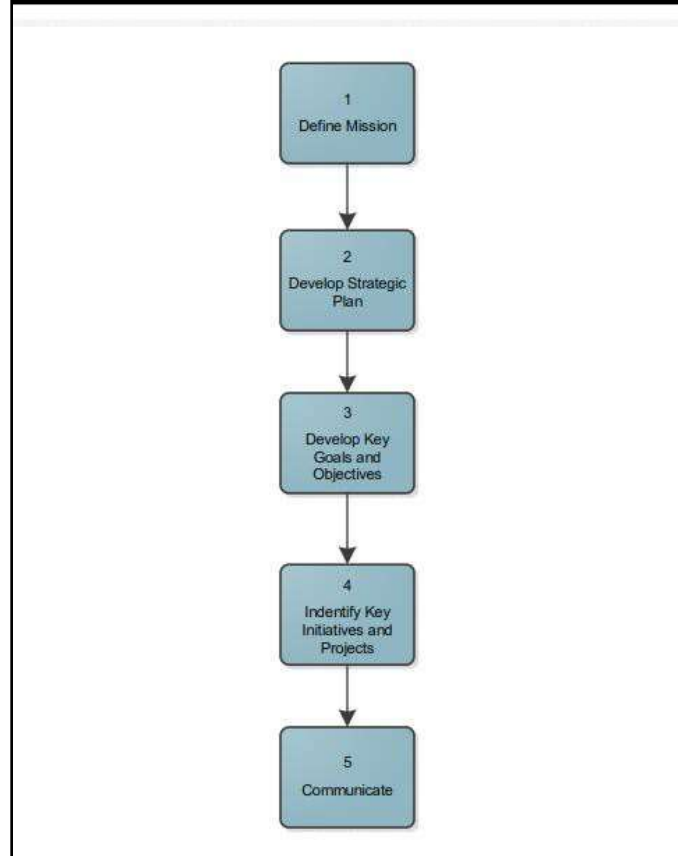 1
Define Mission
2
Develop Strategic
Plan
3
Develop Key
Goals and
Objectives
4
Indentify Key
Initiatives and
Projects
5
Communicate